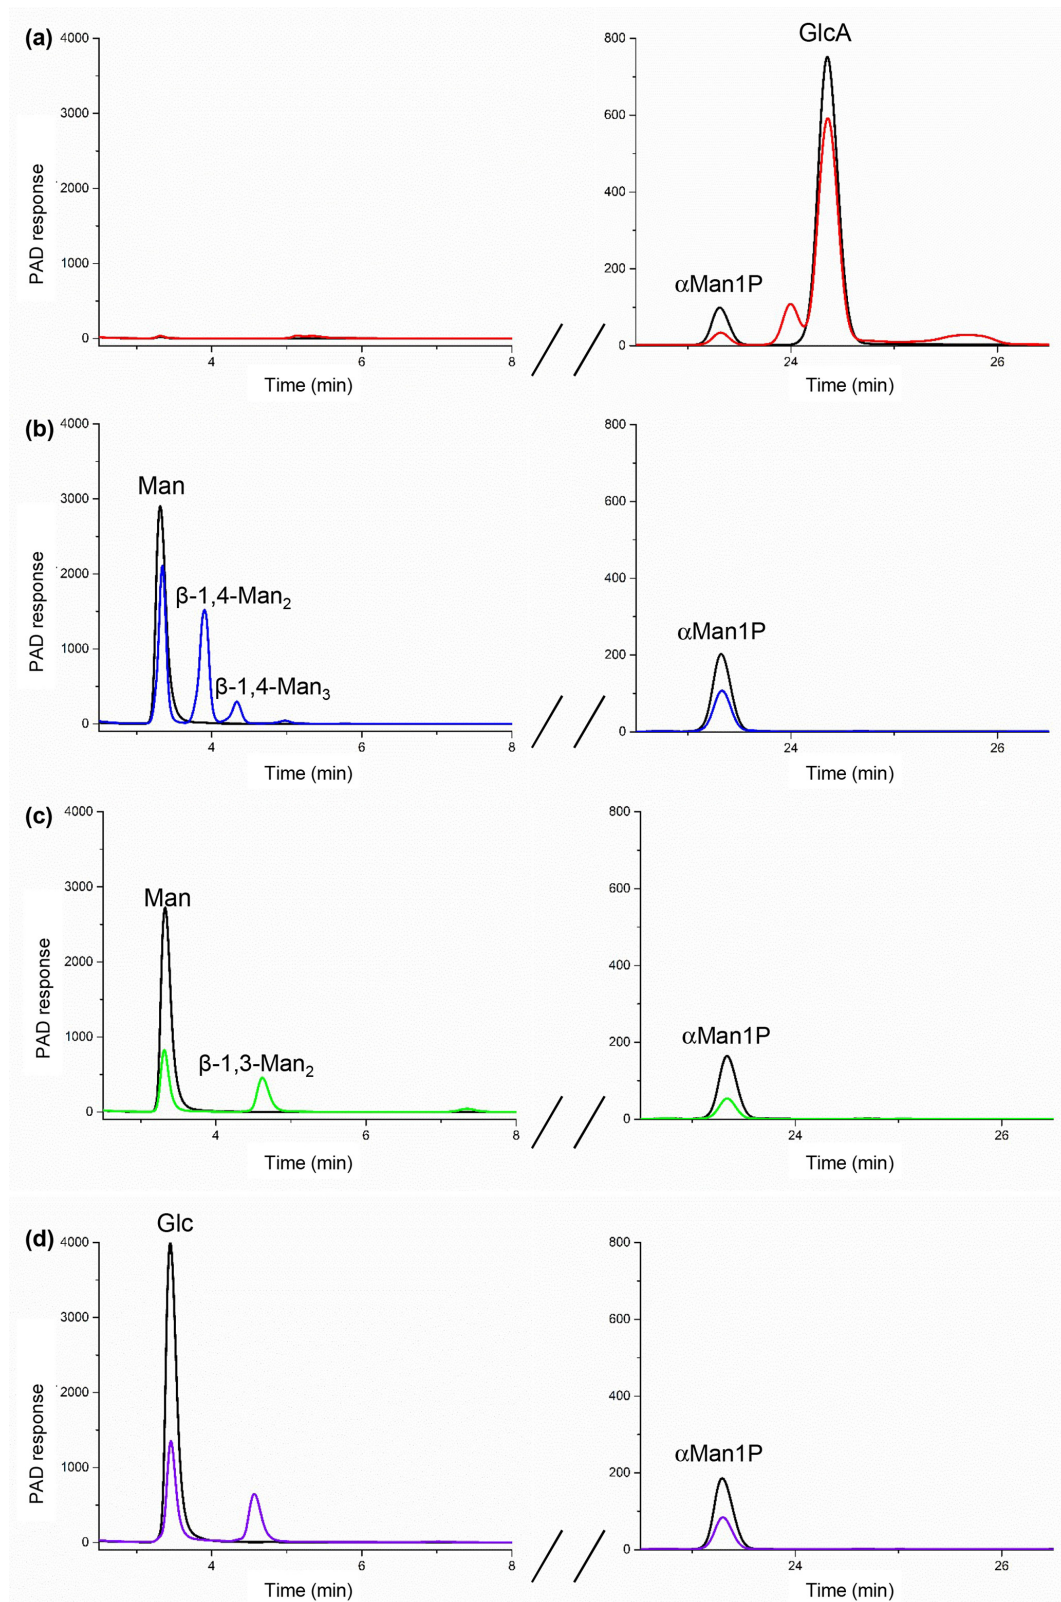 (a)
GlcA
4000
3000
2000
1000
0
PAD response
4
6
8
Time (min)
800
600
400
200
0
αMan1P
24
26
Time (min)
(b)
4000
3000
2000
1000
0
PAD response
Man
β-1,4-Man₂
β-1,4-Man₃
4
6
8
Time (min)
800
600
400
200
0
αMan1P
24
26
Time (min)
(c)
4000
3000
2000
1000
0
PAD response
Man
β-1,3-Man₂
4
6
8
Time (min)
800
600
400
200
0
αMan1P
24
26
Time (min)
(d)
Glc
4000
3000
2000
1000
0
PAD response
4
6
8
Time (min)
800
600
400
200
0
αMan1P
24
26
Time (min)